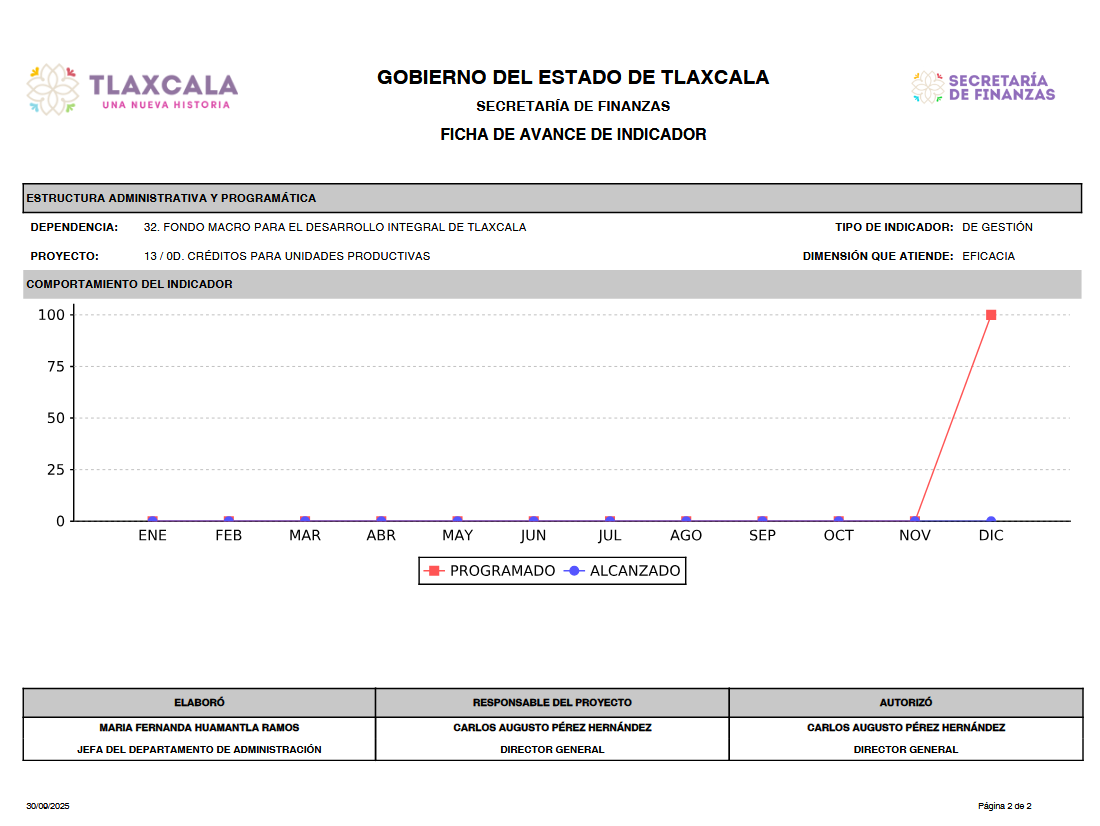 TLAXCALA
UNA NUEVA HISTORIA
GOBIERNO DEL ESTADO DE TLAXCALA
SECRETARÍA DE FINANZAS
FICHA DE AVANCE DE INDICADOR
SECRETARÍA
DE FINANZAS
ESTRUCTURA ADMINISTRATIVA Y PROGRAMÁTICA
DEPENDENCIA: 32. FONDO MACRO PARA EL DESARROLLO INTEGRAL DE TLAXCALA TIPO DE INDICADOR: DE GESTIÓN
PROYECTO: 13 / 0D. CRÉDITOS PARA UNIDADES PRODUCTIVAS DIMENSIÓN QUE ATIENDE: EFICACIA
COMPORTAMIENTO DEL INDICADOR
100
75
50
25
0
ENE FEB MAR ABR MAY JUN JUL AGO SEP OCT NOV DIC
PROGRAMADO ALCANZADO
ELABORÓ RESPONSABLE DEL PROYECTO AUTORIZÓ
MARIA FERNANDA HUAMANTLA RAMOS CARLOS AUGUSTO PÉREZ HERNÁNDEZ CARLOS AUGUSTO PÉREZ HERNÁNDEZ
JEFA DEL DEPARTAMENTO DE ADMINISTRACIÓN DIRECTOR GENERAL DIRECTOR GENERAL
30/09/2025 Página 2 de 2